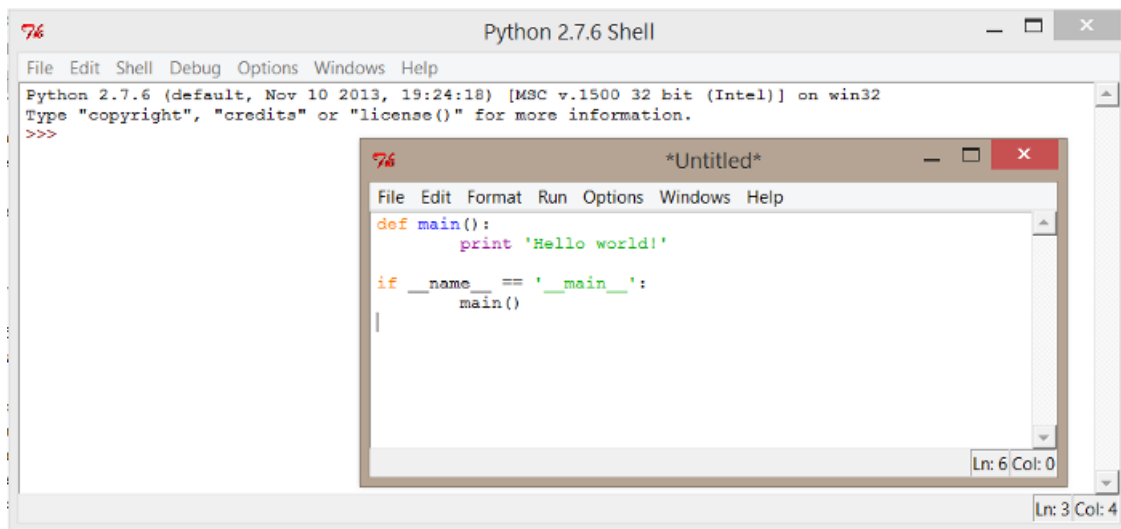 Python 2.7.6 Shell
File Edit Shell Debug Options Windows Help
Python 2.7.6 (default, Nov 10 2013, 19:24:18) [MSC v.1500 32 bit (Intel)] on win32
Type "copyright", "credits" or "license()" for more information.
>>>
*Untitled*
File Edit Format Run Options Windows Help
def main():
        print 'Hello world!'
if __name__ == '__main__':
        main()
Ln: 6 Col: 0
Ln: 3 Col: 4